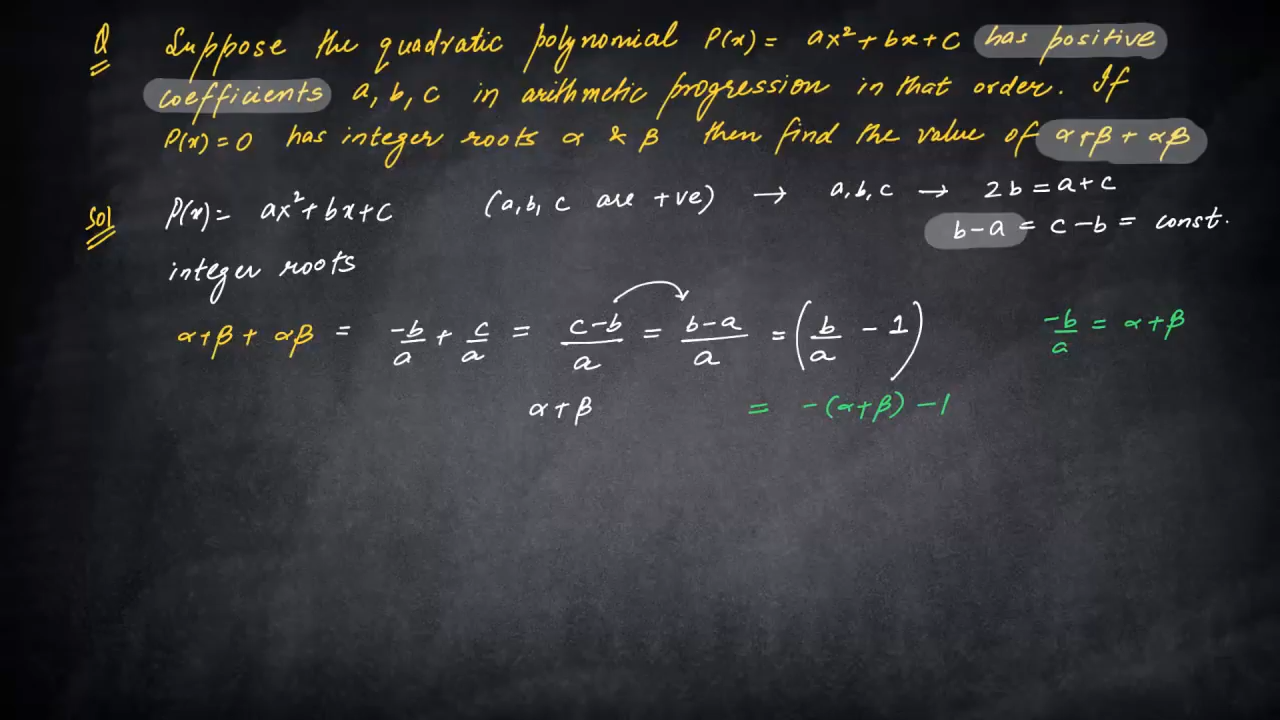 Q Suppose the quadratic polynomial P(x) = ax² + bx + c has positive
coefficients a, b, c in arithmetic progression in that order. If
P(x) = 0 has integer roots α & β then find the value of α+β + αβ
Sol P(x) = ax² + bx + c (a, b, c are +ve) → a, b, c → 2b = a + c
b - a = c - b = const.
integer roots
α+β + αβ = -b/a + c/a = (c-b)/a = (b-a)/a = (b/a - 1) -b/a = α+β
α+β = -(α+β) -1